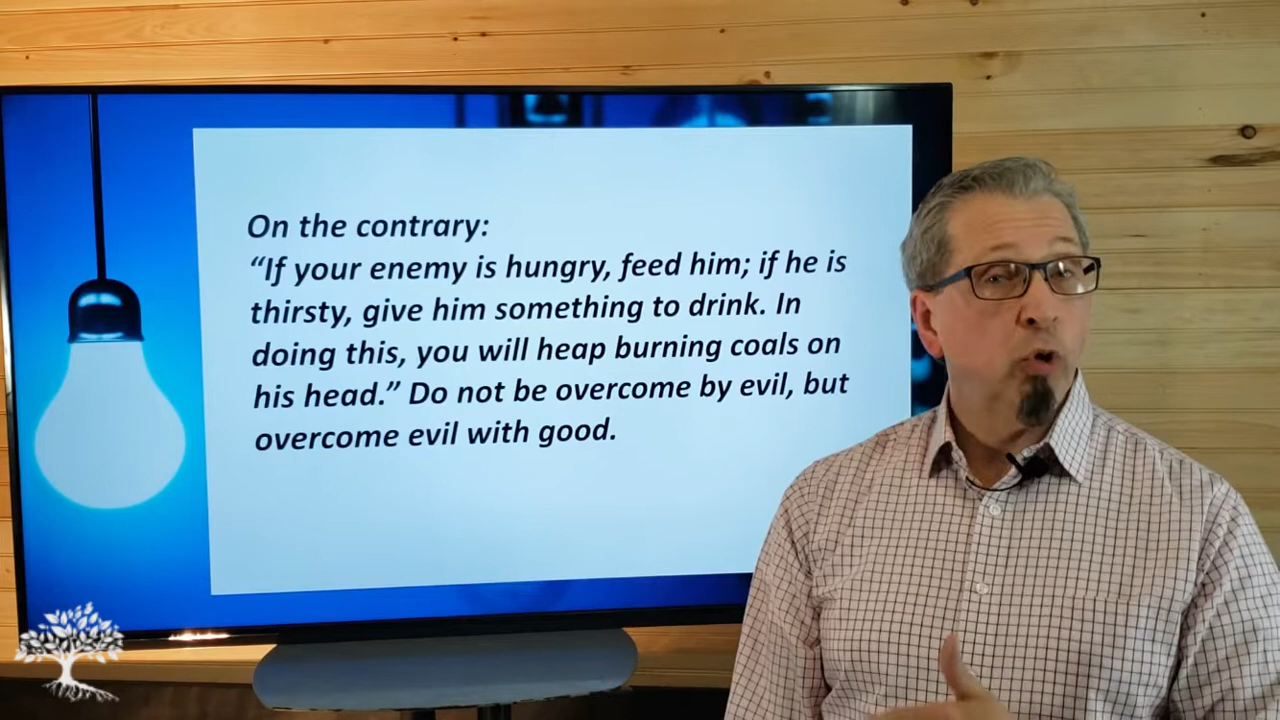 On the contrary:
“If your enemy is hungry, feed him; if he is
thirsty, give him something to drink. In
doing this, you will heap burning coals on
his head.” Do not be overcome by evil, but
overcome evil with good.